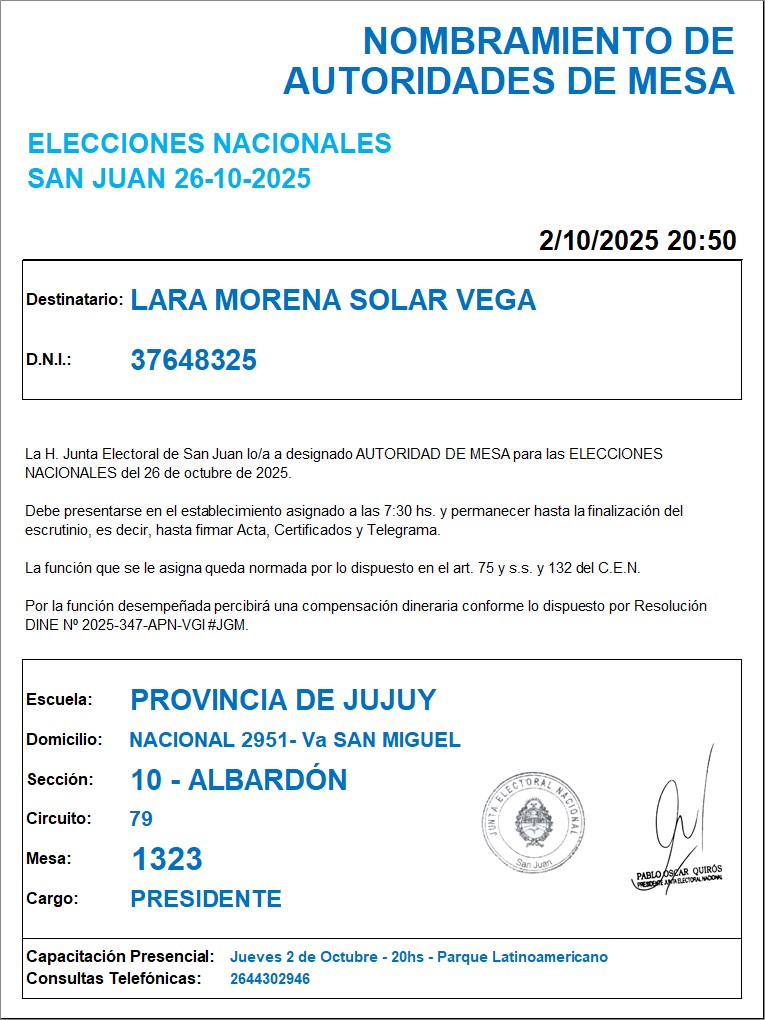 NOMBRAMIENTO DE
AUTORIDADES DE MESA
ELECCIONES NACIONALES
SAN JUAN 26-10-2025
2/10/2025 20:50
Destinatario: LARA MORENA SOLAR VEGA
D.N.I.: 37648325
La H. Junta Electoral de San Juan lo/a a designado AUTORIDAD DE MESA para las ELECCIONES
NACIONALES del 26 de octubre de 2025.
Debe presentarse en el establecimiento asignado a las 7:30 hs. y permanecer hasta la finalización del
escrutinio, es decir, hasta firmar Acta, Certificados y Telegrama.
La función que se le asigna queda normada por lo dispuesto en el art. 75 y s.s. y 132 del C.E.N.
Por la función desempeñada percibirá una compensación dineraria conforme lo dispuesto por Resolución
DINE Nº 2025-347-APN-VGI#JGM.
Escuela: PROVINCIA DE JUJUY
Domicilio: NACIONAL 2951- Va SAN MIGUEL
Sección: 10 - ALBARDÓN
Circuito: 79
Mesa: 1323
Cargo: PRESIDENTE
JUNTA ELECTORAL NACIONAL
San Juan
PABLO OSCAR QUIRÓS
PRESIDENTE JUNTA ELECTORAL NACIONAL
Capacitación Presencial: Jueves 2 de Octubre - 20hs - Parque Latinoamericano
Consultas Telefónicas: 2644302946